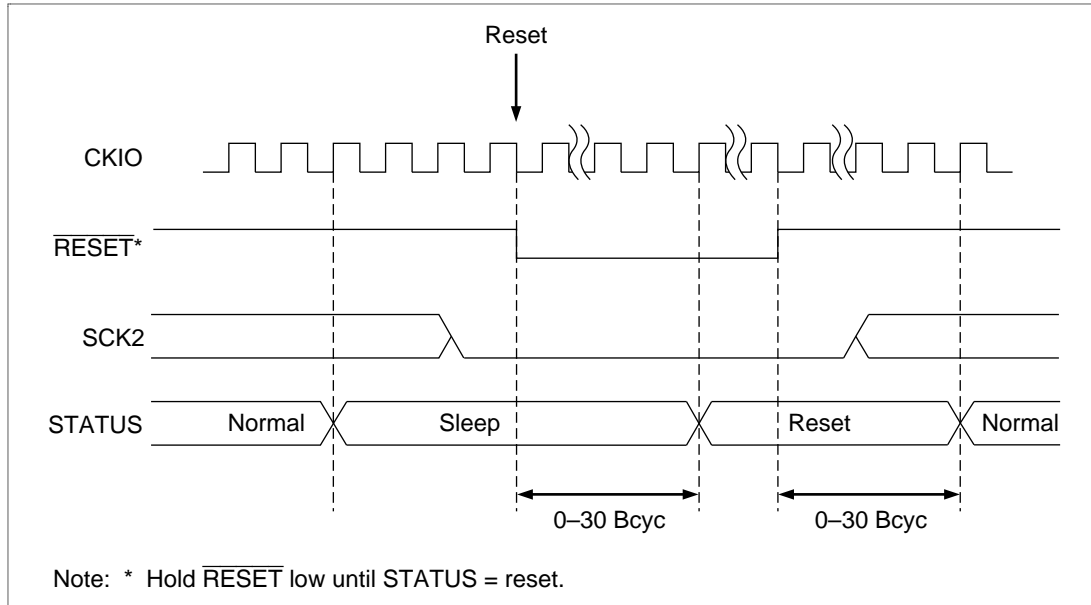 Reset
CKIO
RESET*
SCK2
STATUS
Normal Sleep Reset Normal
0–30 Bcyc 0–30 Bcyc
Note: * Hold RESET low until STATUS = reset.